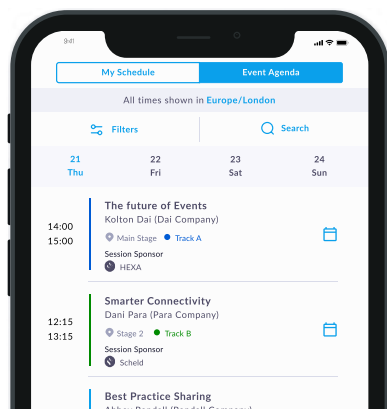 9:41
My Schedule Event Agenda
All times shown in Europe/London
Filters Search
21 22 23 24
Thu Fri Sat Sun
The future of Events
Kolton Dai (Dai Company)
14:00
15:00
Main Stage Track A
Session Sponsor
HEXA
Smarter Connectivity
Dani Para (Para Company)
12:15
13:15
Stage 2 Track B
Session Sponsor
Scheld
Best Practice Sharing